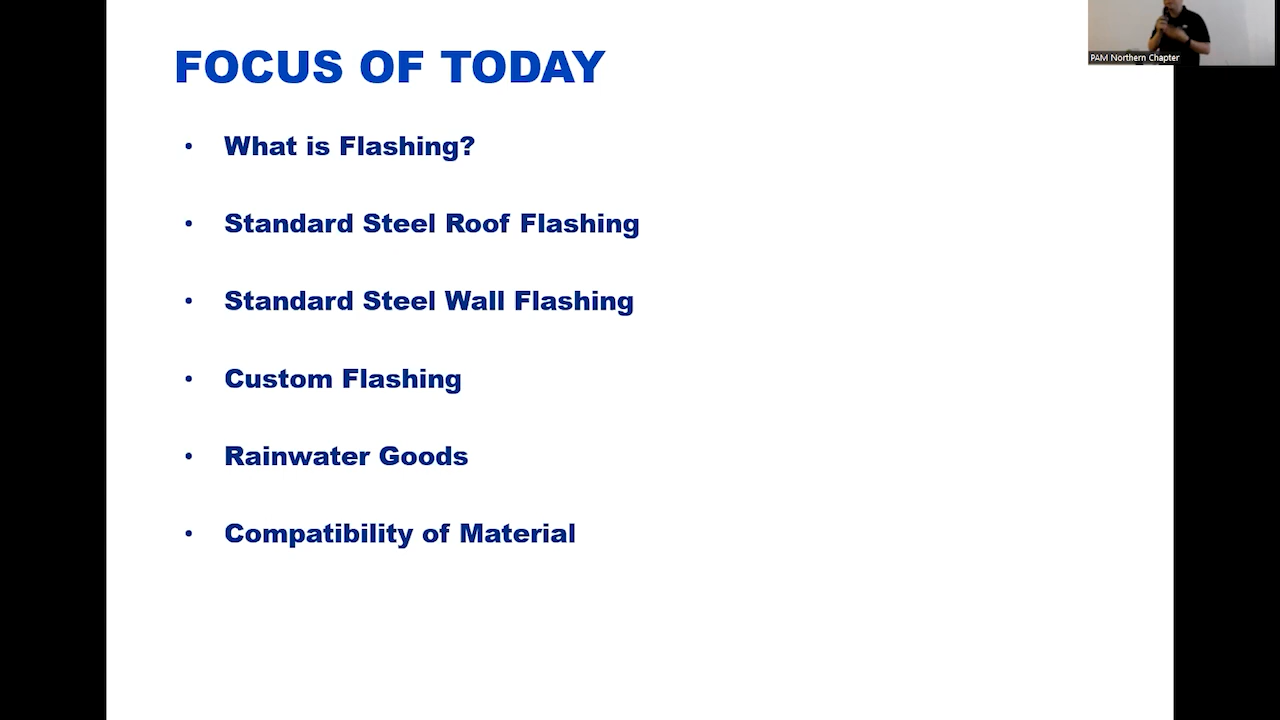 FOCUS OF TODAY
• What is Flashing?
• Standard Steel Roof Flashing
• Standard Steel Wall Flashing
• Custom Flashing
• Rainwater Goods
• Compatibility of Material
PAM Northern Chapter